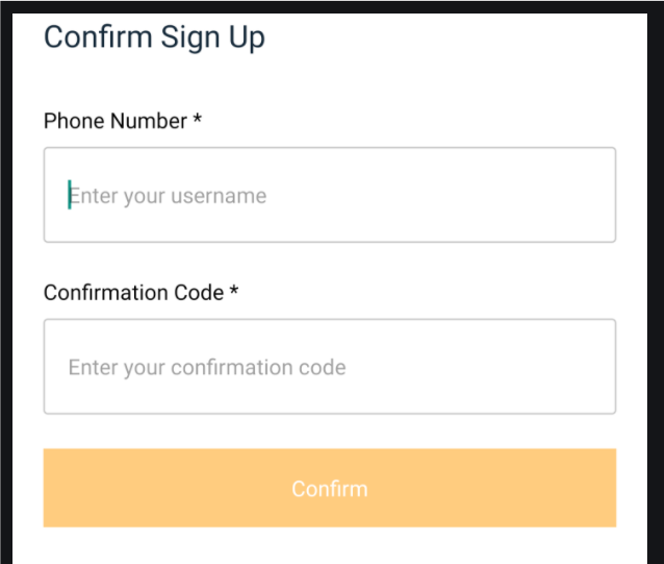 Confirm Sign Up
Phone Number *
Enter your username
Confirmation Code *
Enter your confirmation code
Confirm